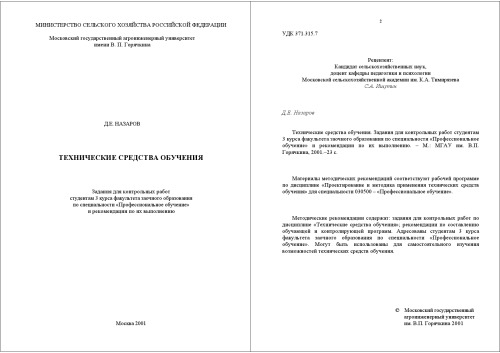 МИНИСТЕРСТВО СЕЛЬСКОГО ХОЗЯЙСТВА РОССИЙСКОЙ ФЕДЕРАЦИИ
Московский государственный агроинженерный университет
имени В. П. Горячкина
Д.Е. НАЗАРОВ
ТЕХНИЧЕСКИЕ СРЕДСТВА ОБУЧЕНИЯ
Задания для контрольных работ
студентам 3 курса факультета заочного образования
по специальности «Профессиональное обучение»
и рекомендации по их выполнению
Москва 2001
2
УДК 371.315.7
Рецензент:
Кандидат сельскохозяйственных наук,
доцент кафедры педагогики и психологии
Московской сельскохозяйственной академии им. К.А. Тимирязева
С.А. Ишутин
Д.Е. Назаров
Технические средства обучения. Задания для контрольных работ студентам
3 курса факультета заочного образования по специальности «Профессиональное
обучение» и рекомендации по их выполнению. – М.: МГАУ им. В.П.
Горячкина, 2001.–23 с.
Материалы методических рекомендаций соответствуют рабочей программе
по дисциплине «Проектирование и методика применения технических средств
обучения» для специальности 030500 – «Профессиональное обучение».
Методические рекомендации содержат: задания для контрольных работ по
дисциплине «Технические средства обучения»; рекомендации по составлению
обучающей и контролирующей программ. Адресованы студентам 3 курса
факультета заочного образования по специальности «Профессиональное
обучение». Могут быть использованы для самостоятельного изучения
возможностей технических средств обучения.
© Московский государственный
агроинженерный университет
им. В.П. Горячкина 2001